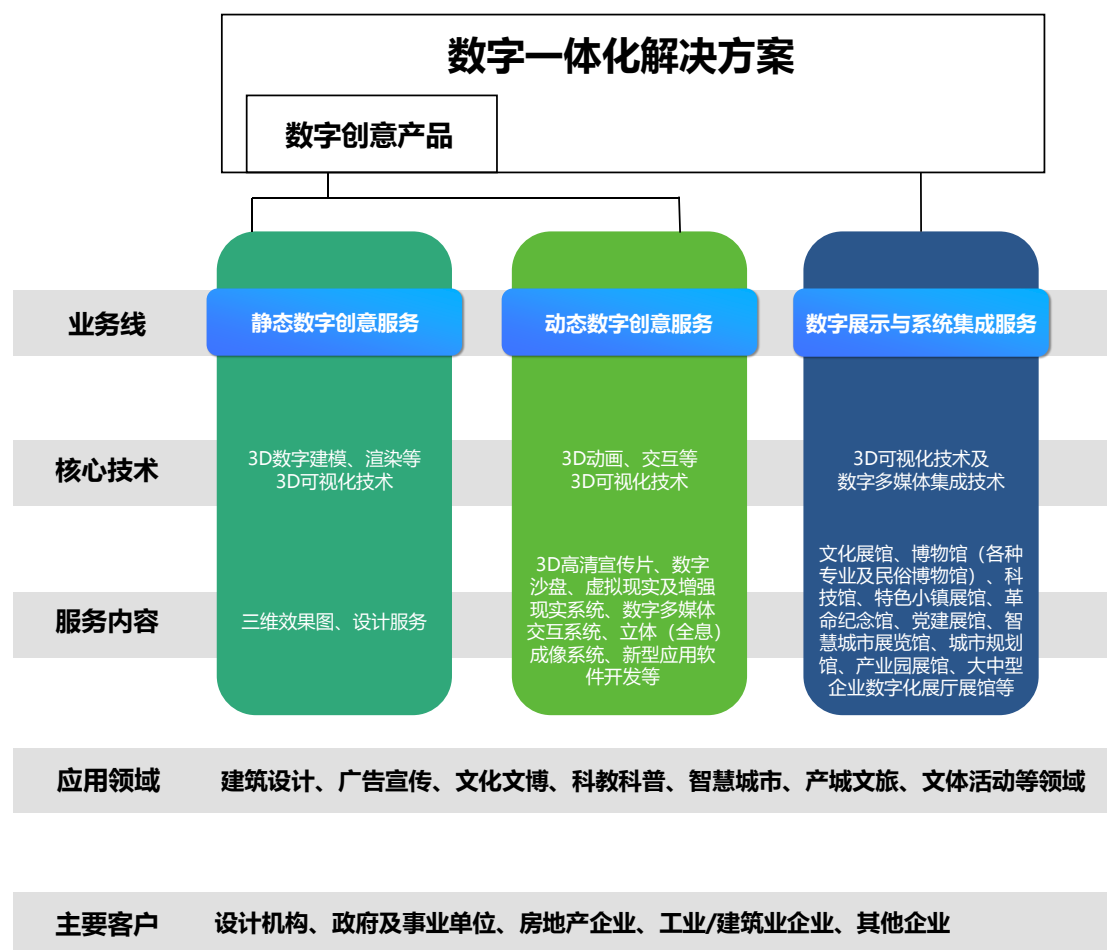 数字一体化解决方案
数字创意产品
业务线
静态数字创意服务
动态数字创意服务
数字展示与系统集成服务
核心技术
3D数字建模、渲染等
3D可视化技术
3D动画、交互等
3D可视化技术
3D可视化技术及
数字多媒体集成技术
服务内容
三维效果图、设计服务
3D高清宣传片、数字
沙盘、虚拟现实及增强
现实系统、数字多媒体
交互系统、立体（全息）
成像系统、新型应用软
件开发等
文化展馆、博物馆（各种
专业及民俗博物馆）、科
技馆、特色小镇展馆、革
命纪念馆、党建展馆、智
慧城市展览馆、城市规划
馆、产业园展馆、大中型
企业数字化展厅展馆等
应用领域
建筑设计、广告宣传、文化文博、科教科普、智慧城市、产城文旅、文体活动等领域
主要客户
设计机构、政府及事业单位、房地产企业、工业/建筑业企业、其他企业